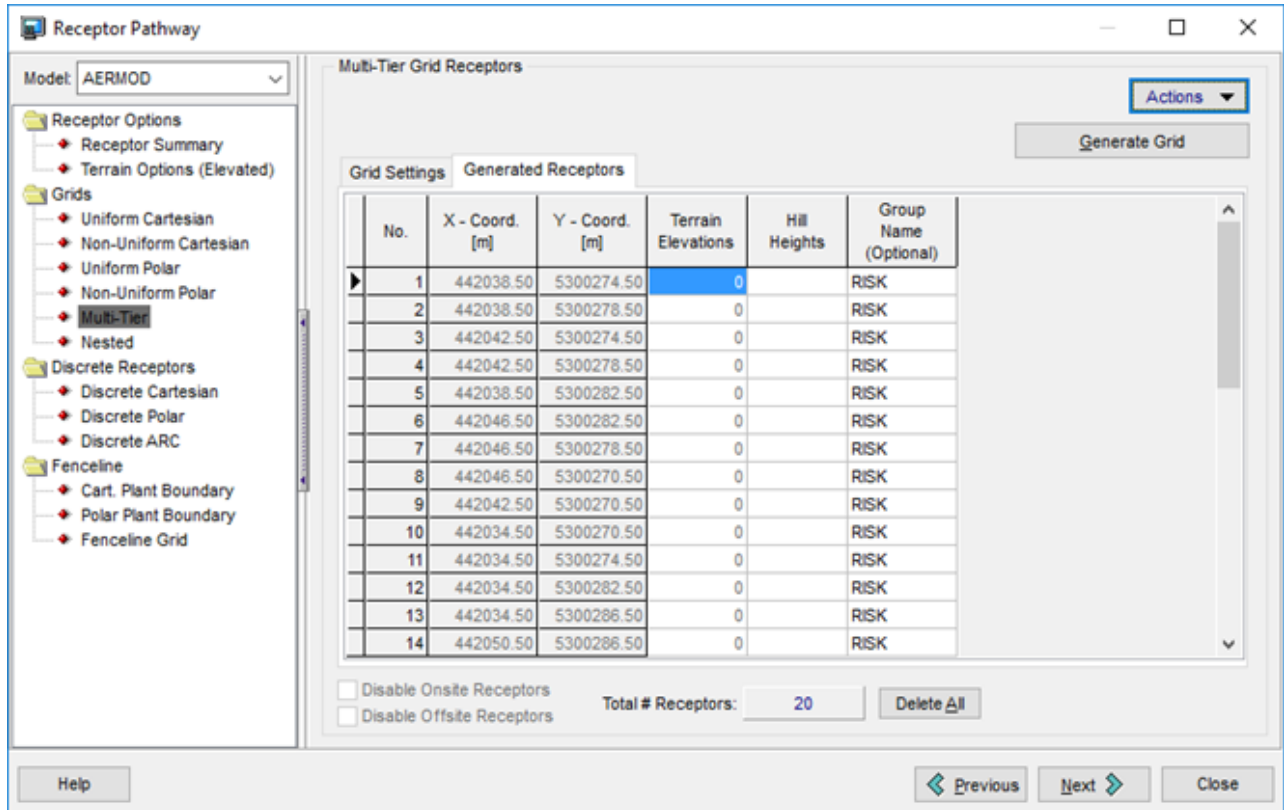 Receptor Pathway
Model: AERMOD
Receptor Options
Receptor Summary
Terrain Options (Elevated)
Grids
Uniform Cartesian
Non-Uniform Cartesian
Uniform Polar
Non-Uniform Polar
Multi-Tier
Nested
Discrete Receptors
Discrete Cartesian
Discrete Polar
Discrete ARC
Fenceline
Cart. Plant Boundary
Polar Plant Boundary
Fenceline Grid
Multi-Tier Grid Receptors
Actions
Generate Grid
Grid Settings Generated Receptors
No. X - Coord. [m] Y - Coord. [m] Terrain Elevations Hill Heights Group Name (Optional)
1 442038.50 5300274.50 0 RISK
2 442038.50 5300278.50 0 RISK
3 442042.50 5300274.50 0 RISK
4 442042.50 5300278.50 0 RISK
5 442038.50 5300282.50 0 RISK
6 442046.50 5300282.50 0 RISK
7 442046.50 5300278.50 0 RISK
8 442046.50 5300270.50 0 RISK
9 442042.50 5300270.50 0 RISK
10 442034.50 5300270.50 0 RISK
11 442034.50 5300274.50 0 RISK
12 442034.50 5300282.50 0 RISK
13 442034.50 5300286.50 0 RISK
14 442050.50 5300286.50 0 RISK
Disable Onsite Receptors
Disable Offsite Receptors
Total # Receptors: 20 Delete All
Help Previous Next Close